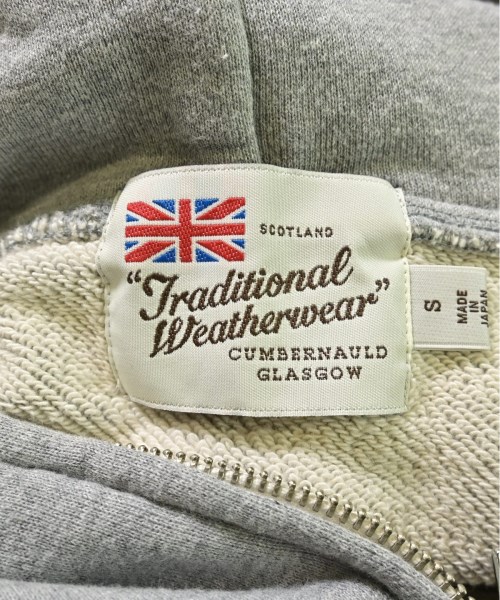 SCOTLAND
"Traditional
Weatherwear"
CUMBERNAULD
GLASGOW
S
MADE
IN
JAPAN